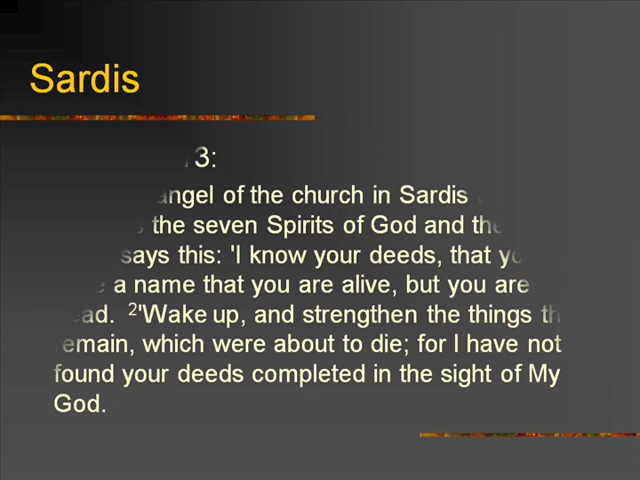 Sardis
3:
angel of the church in Sardis
the seven Spirits of God and the
says this: 'I know your deeds, that
a name that you are alive, but you are
2'Wake up, and strengthen the things
remain, which were about to die; for I have not
found your deeds completed in the sight of My
God.